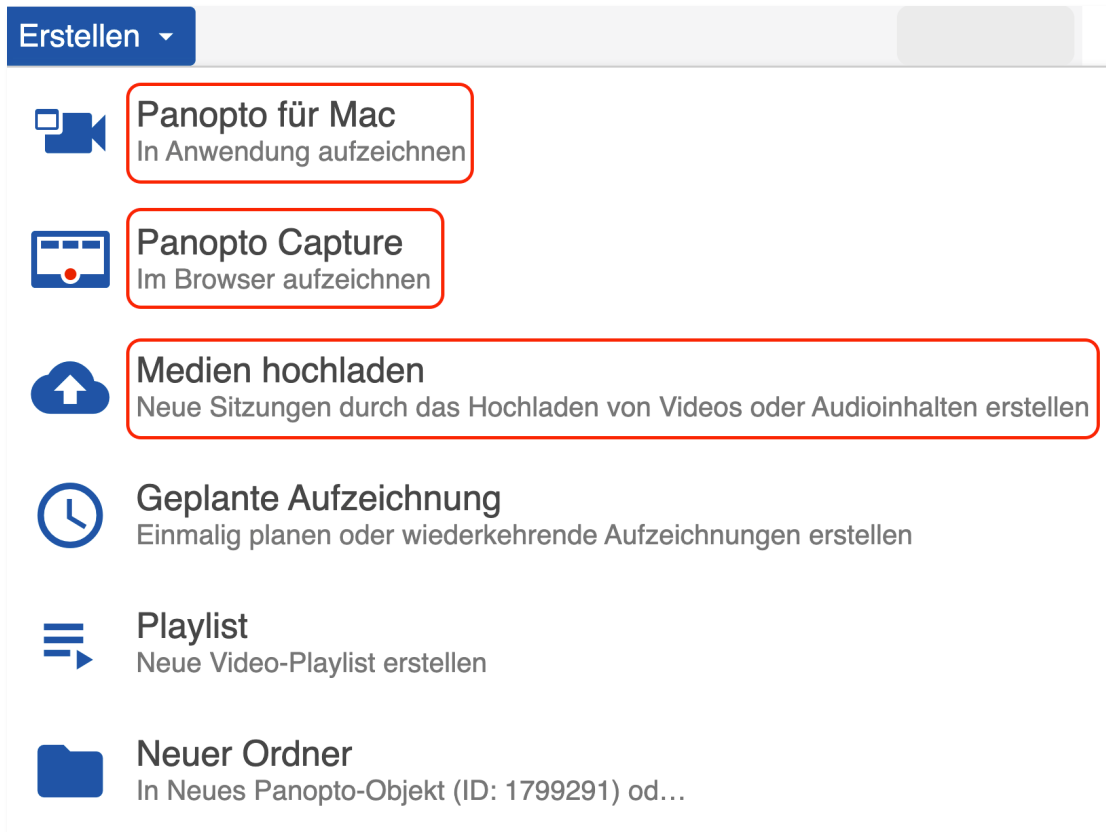 Erstellen
Panopto für Mac
In Anwendung aufzeichnen
Panopto Capture
Im Browser aufzeichnen
Medien hochladen
Neue Sitzungen durch das Hochladen von Videos oder Audioinhalten erstellen
Geplante Aufzeichnung
Einmalig planen oder wiederkehrende Aufzeichnungen erstellen
Playlist
Neue Video-Playlist erstellen
Neuer Ordner
In Neues Panopto-Objekt (ID: 1799291) od…